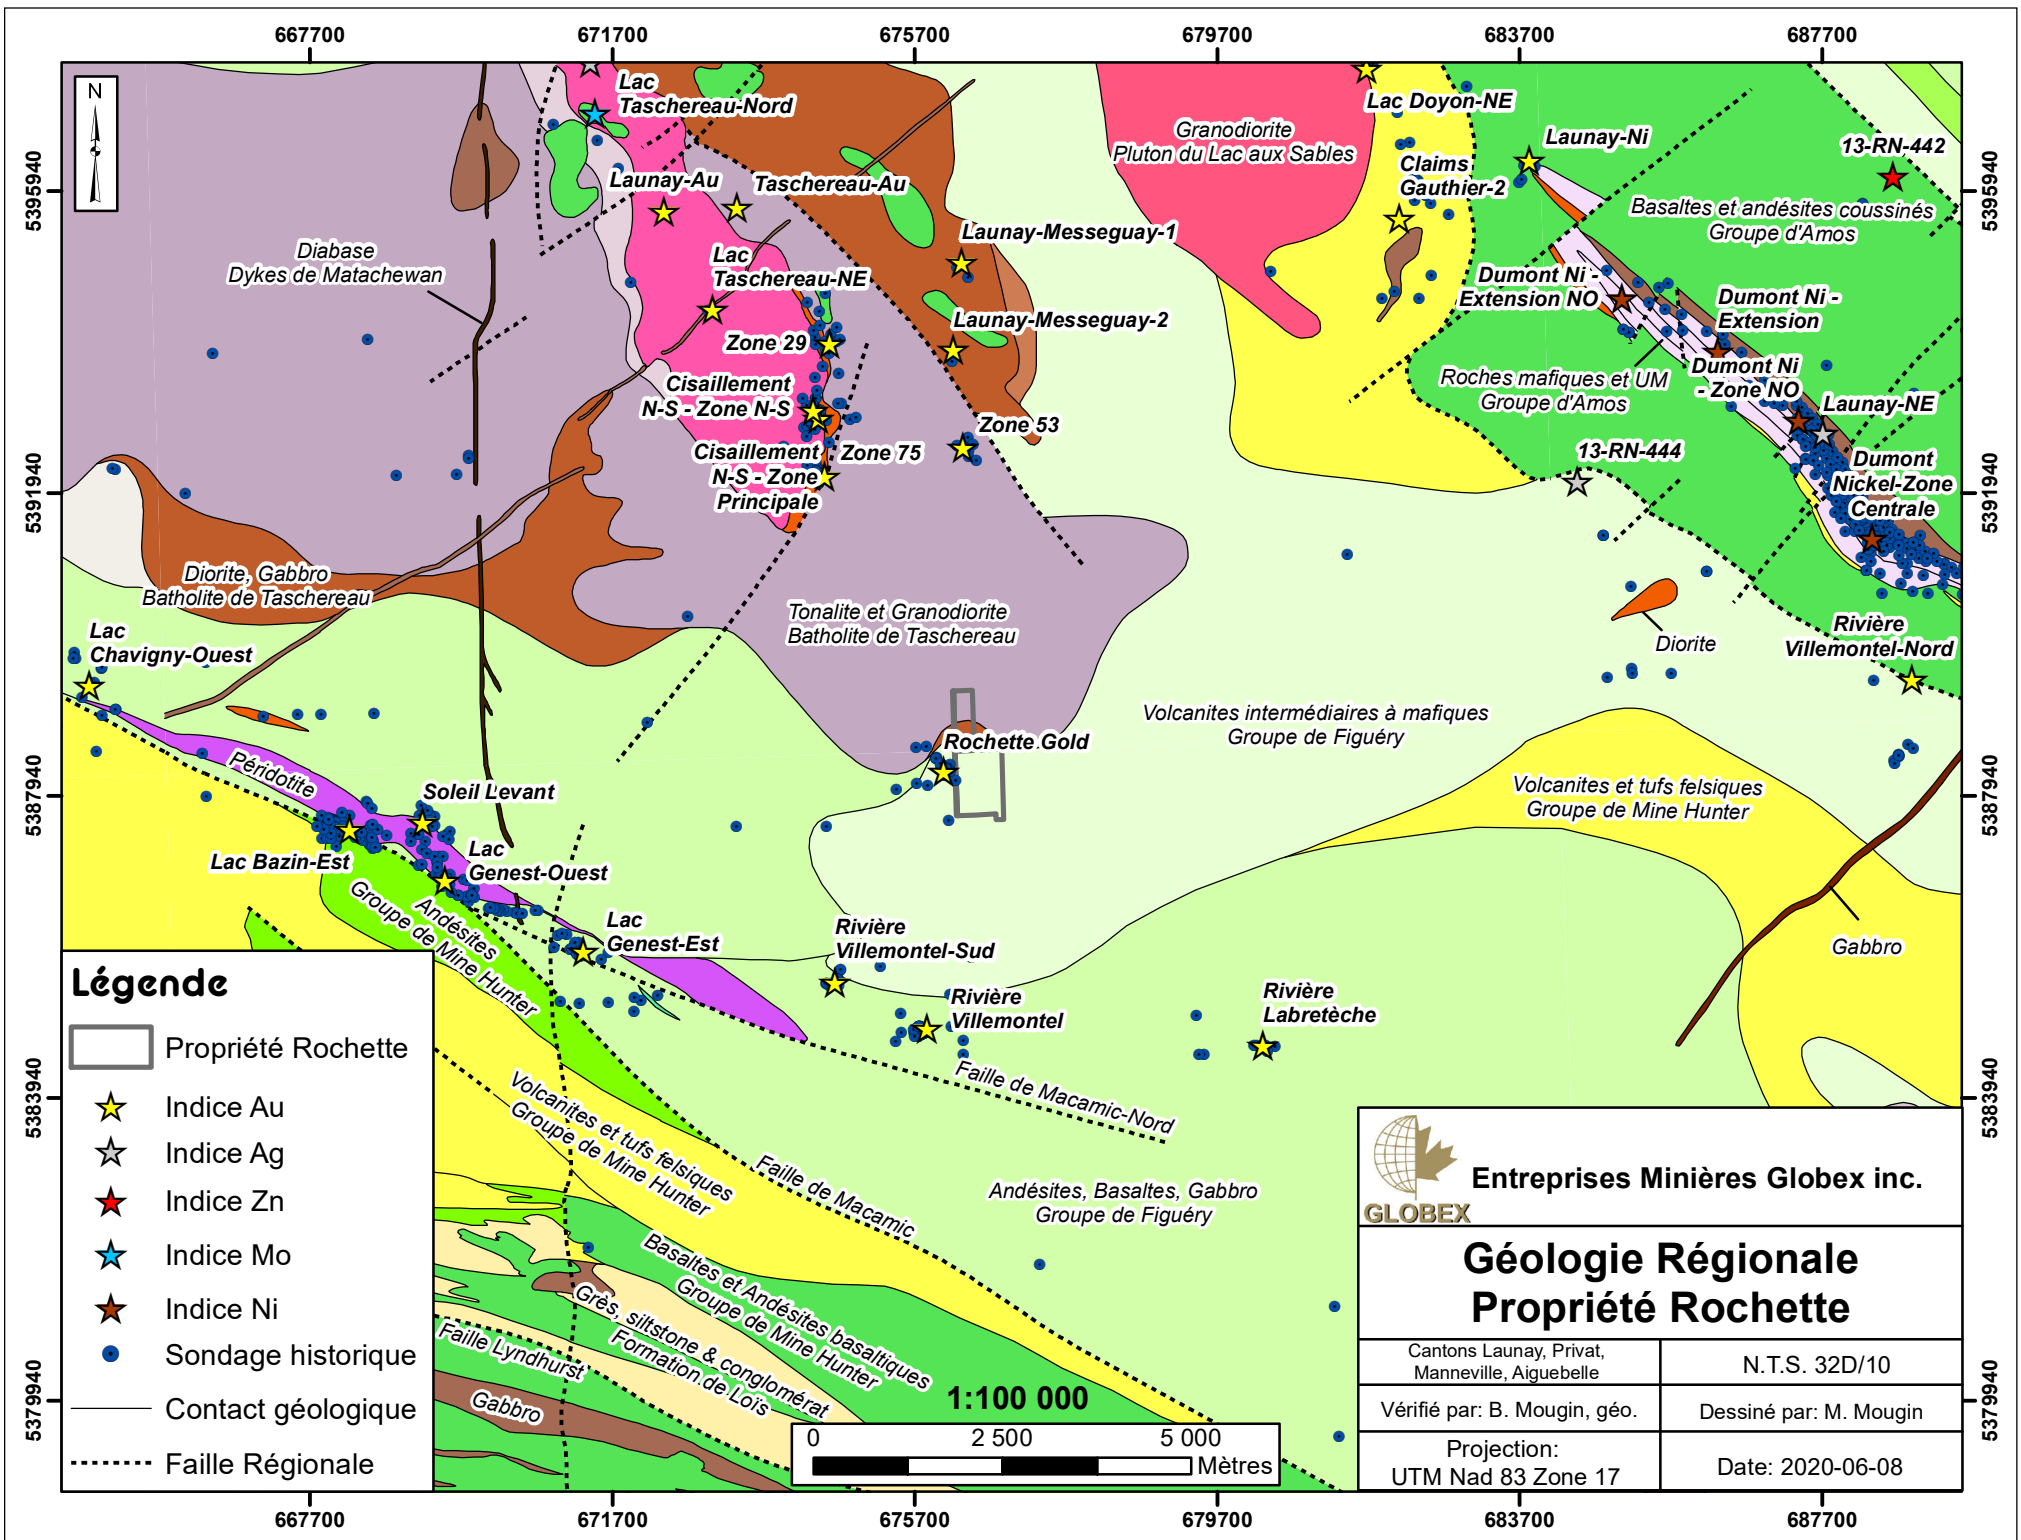 667700
671700
675700
679700
683700
687700
5395940
5391940
5387940
5383940
5379940
5395940
5391940
5387940
5383940
5379940
N
Lac
Taschereau-Nord
Lac Doyon-NE
Granodiorite
Pluton du Lac aux Sables
Launay-Ni
13-RN-442
Claims
Gauthier-2
Launay-Au
Taschereau-Au
Basaltes et andésites coussinés
Groupe d'Amos
Launay-Messeguay-1
Diabase
Dykes de Matachewan
Lac
Taschereau-NE
Dumont Ni -
Extension NO
Dumont Ni -
Extension
Launay-Messeguay-2
Zone 29
Dumont Ni
- Zone NO
Roches mafiques et UM
Groupe d'Amos
Cisaillement
N-S - Zone N-S
Launay-NE
Zone 53
Cisaillement
N-S - Zone
Principale
Zone 75
13-RN-444
Dumont
Nickel-Zone
Centrale
Diorite, Gabbro
Batholite de Taschereau
Tonalite et Granodiorite
Batholite de Taschereau
Lac
Chavigny-Ouest
Diorite
Rivière
Villemontel-Nord
Volcanites intermédiaires à mafiques
Groupe de Figuéry
Rochette Gold
Péridotite
Soleil Levant
Volcanites et tufs felsiques
Groupe de Mine Hunter
Lac Bazin-Est
Lac
Genest-Ouest
Andésites
Groupe de Mine Hunter
Lac
Genest-Est
Rivière
Villemontel-Sud
Gabbro
Rivière
Villemontel
Rivière
Labretèche
Faille de Macamic-Nord
Volcanites et tufs felsiques
Groupe de Mine Hunter
Faille de Macamic
Andésites, Basaltes, Gabbro
Groupe de Figuéry
Basaltes et Andésites basaltiques
Groupe de Mine Hunter
Grès, siltstone & conglomérat
Formation de Loïs
Faille Lyndhurst
Gabbro
Légende
Propriété Rochette
Indice Au
Indice Ag
Indice Zn
Indice Mo
Indice Ni
Sondage historique
Contact géologique
Faille Régionale
1:100 000
0 2 500 5 000
Mètres
GLOBEX
Entreprises Minières Globex inc.
Géologie Régionale
Propriété Rochette
Cantons Launay, Privat,
Manneville, Aiguebelle
N.T.S. 32D/10
Vérifié par: B. Mougin, géo.
Dessiné par: M. Mougin
Projection:
UTM Nad 83 Zone 17
Date: 2020-06-08
667700
671700
675700
679700
683700
687700